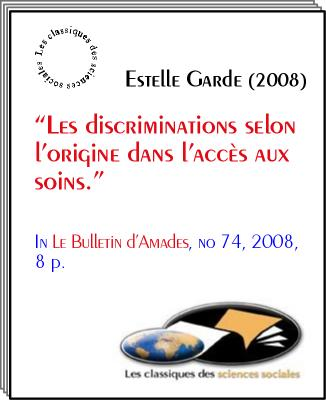 Les classiques des sciences sociales
Estelle Garde (2008)
“Les discriminations selon
l’origine dans l’accès aux
soins.”
In Le Bulletin d’Amades, no 74, 2008,
8 p.
Les classiques des sciences sociales